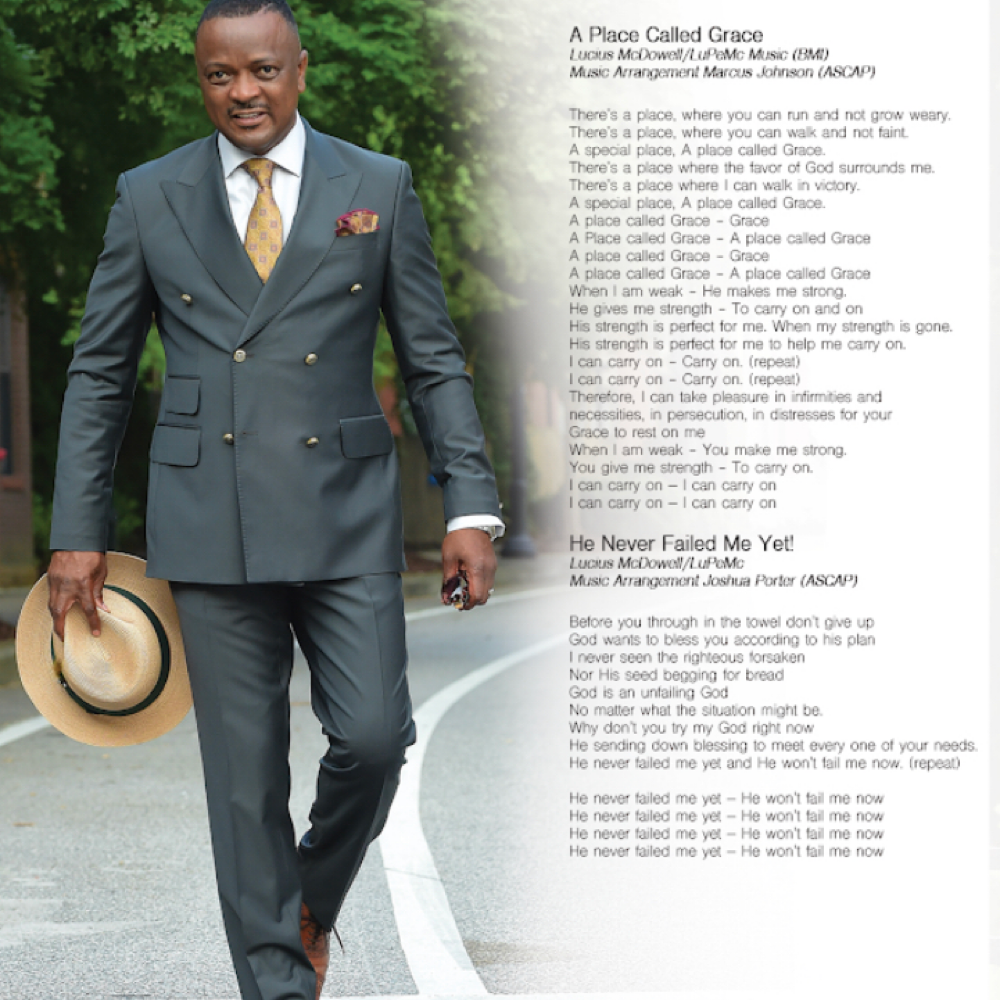 A Place Called Grace
Lucius McDowell/LuPeMc Music (BMI)
Music Arrangement Marcus Johnson (ASCAP)
There's a place, where you can run and not grow weary.
There's a place, where you can walk and not faint.
A special place, A place called Grace.
There's a place where the favor of God surrounds me.
There's a place where I can walk in victory.
A special place, A place called Grace.
A place called Grace - Grace
A Place called Grace - A place called Grace
A place called Grace - Grace
A place called Grace - A place called Grace
When I am weak - He makes me strong.
He gives me strength - To carry on and on
His strength is perfect for me. When my strength is gone.
His strength is perfect for me to help me carry on.
I can carry on - Carry on. (repeat)
I can carry on - Carry on. (repeat)
Therefore, I can take pleasure in infirmities and
necessities, in persecution, in distresses for your
Grace to rest on me
When I am weak - You make me strong.
You give me strength - To carry on.
I can carry on – I can carry on
I can carry on – I can carry on
He Never Failed Me Yet!
Lucius McDowell/LuPeMc
Music Arrangement Joshua Porter (ASCAP)
Before you through in the towel don't give up
God wants to bless you according to his plan
I never seen the righteous forsaken
Nor His seed begging for bread
God is an unfailing God
No matter what the situation might be.
Why don't you try my God right now
He sending down blessing to meet every one of your needs.
He never failed me yet and He won't fail me now. (repeat)
He never failed me yet – He won't fail me now
He never failed me yet – He won't fail me now
He never failed me yet – He won't fail me now
He never failed me yet – He won't fail me now